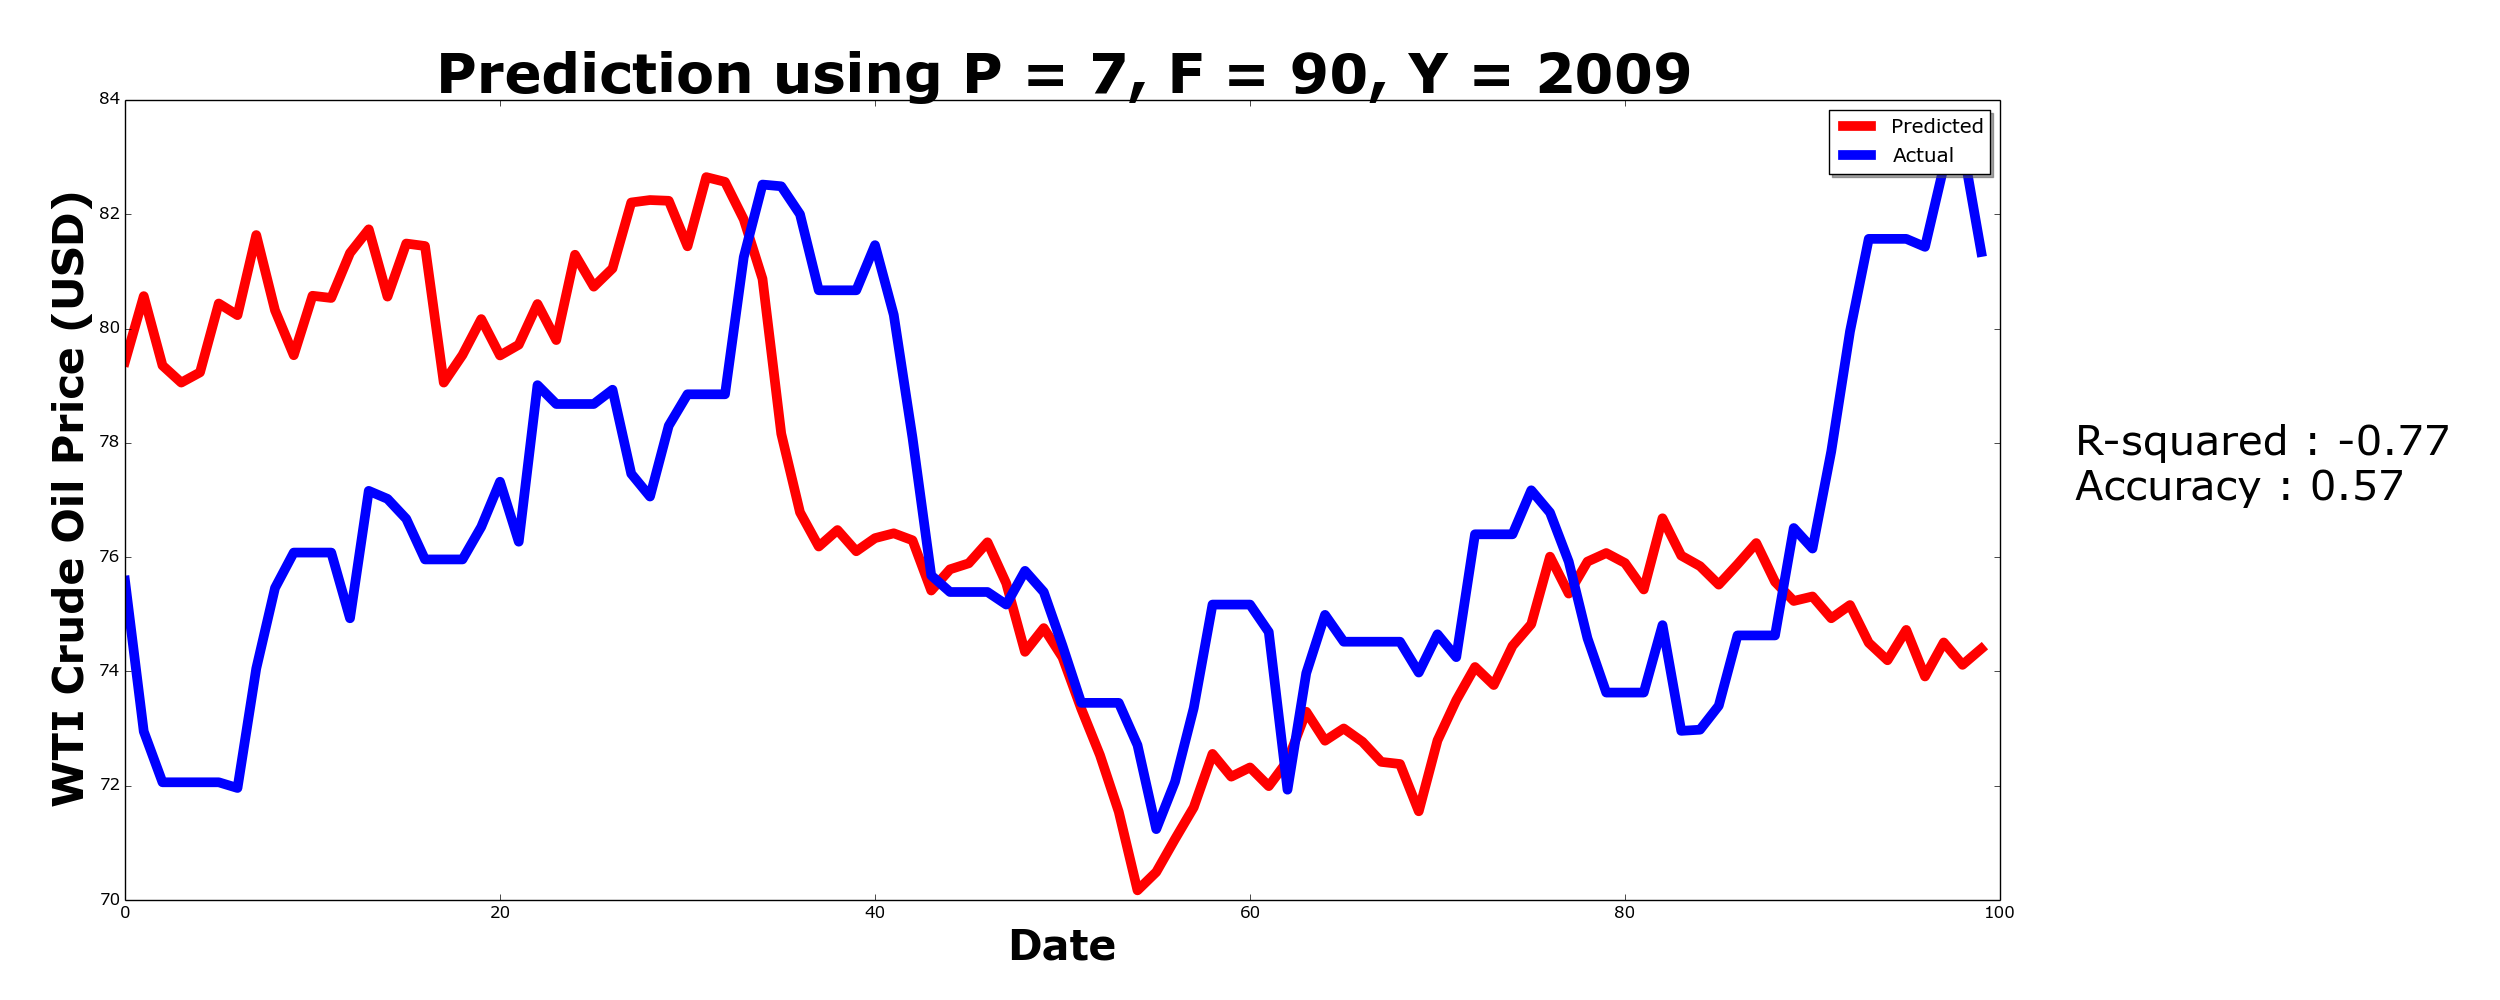 Prediction using P = 7, F = 90, Y = 2009
WTI Crude Oil Price (USD)
84
82
80
78
76
74
72
70
Predicted
Actual
R-squared : -0.77
Accuracy : 0.57
0 20 40 60 80 100
Date